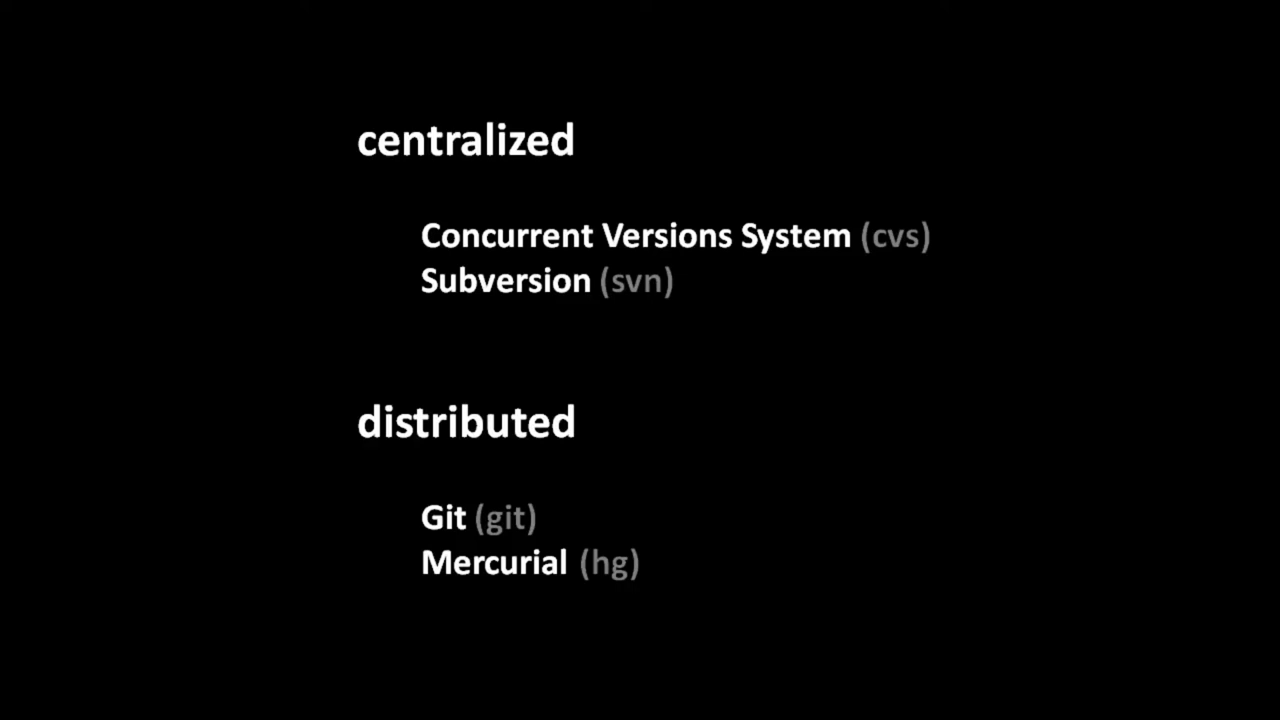 centralized
Concurrent Versions System (cvs)
Subversion (svn)
distributed
Git (git)
Mercurial (hg)